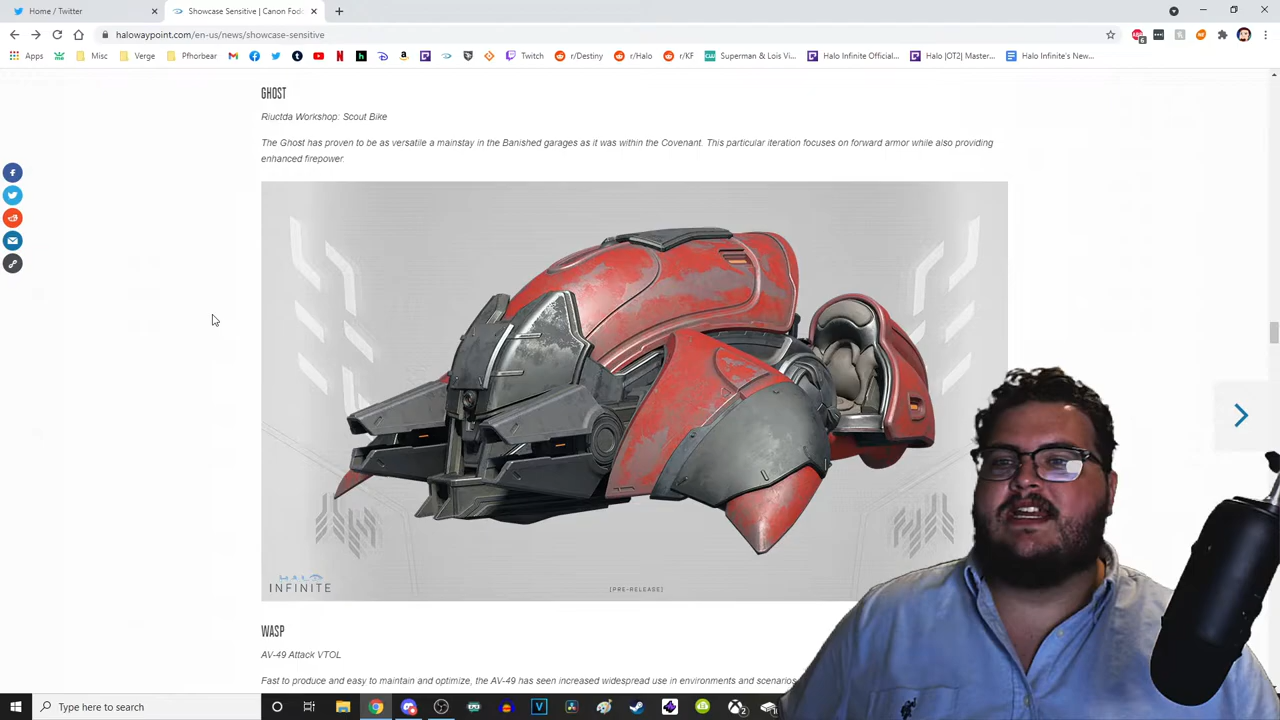 Home / Twitter
Showcase Sensitive | Canon Fod
halowaypoint.com/en-us/news/showcase-sensitive
Apps Misc Verge Pfhorbear Twitch r/Destiny r/Halo r/KF Superman & Lois Vi... Halo Infinite Official... Halo |OT2| Master... Halo Infinite's New...
GHOST
Riuctda Workshop: Scout Bike
The Ghost has proven to be as versatile a mainstay in the Banished garages as it was within the Covenant. This particular iteration focuses on forward armor while also providing
enhanced firepower.
HALO
INFINITE
[PRE-RELEASE]
WASP
AV-49 Attack VTOL
Fast to produce and easy to maintain and optimize, the AV-49 has seen increased widespread use in environments and scenarios
Type here to search